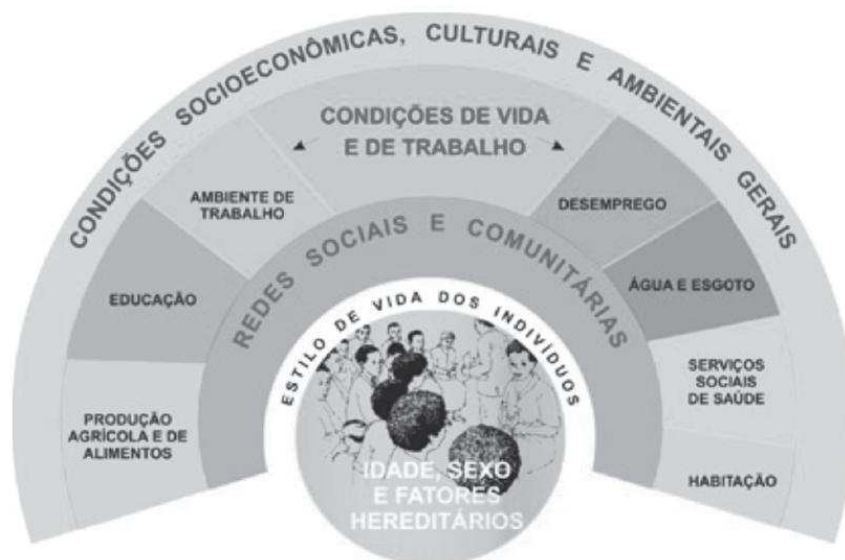 CONDIÇÕES SOCIOECONÔMICAS, CULTURAIS E AMBIENTAIS GERAIS
CONDIÇÕES DE VIDA
E DE TRABALHO
AMBIENTE DE
TRABALHO
DESEMPREGO
EDUCAÇÃO
ÁGUA E ESGOTO
PRODUÇÃO
AGRÍCOLA E DE
ALIMENTOS
SERVIÇOS
SOCIAIS
DE SAÚDE
HABITAÇÃO
REDES SOCIAIS E COMUNITÁRIAS
ESTILO DE VIDA DOS INDIVÍDUOS
IDADE, SEXO
E FATORES
HEREDITÁRIOS